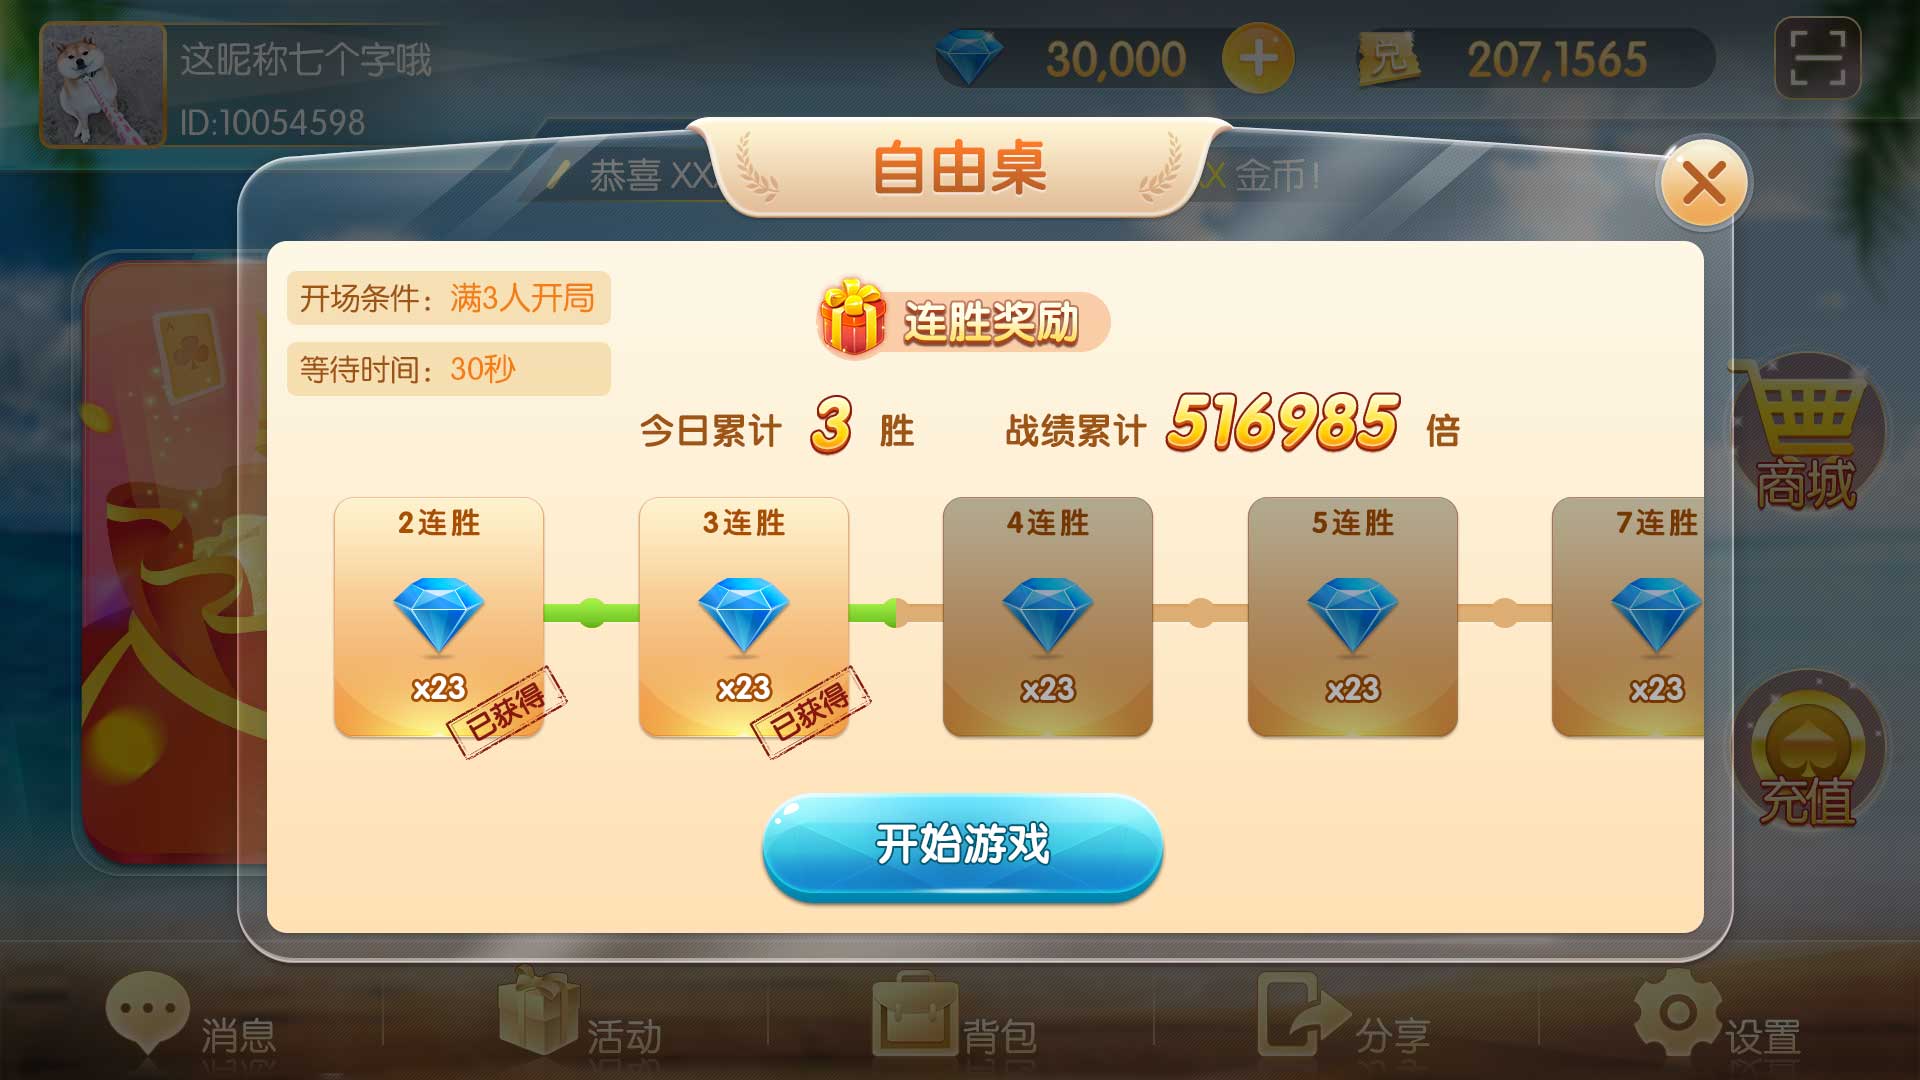 这昵称七个字哦
ID:10054598
30,000
兑
207,1565
恭喜 XX
X 金币!
自由桌
开场条件：满3人开局
等待时间：30秒
连胜奖励
今日累计 3 胜
战绩累计 516985 倍
2连胜
3连胜
4连胜
5连胜
7连胜
x23
x23
x23
x23
x23
已获得
已获得
开始游戏
商城
充值
消息
活动
背包
分享
设置
A